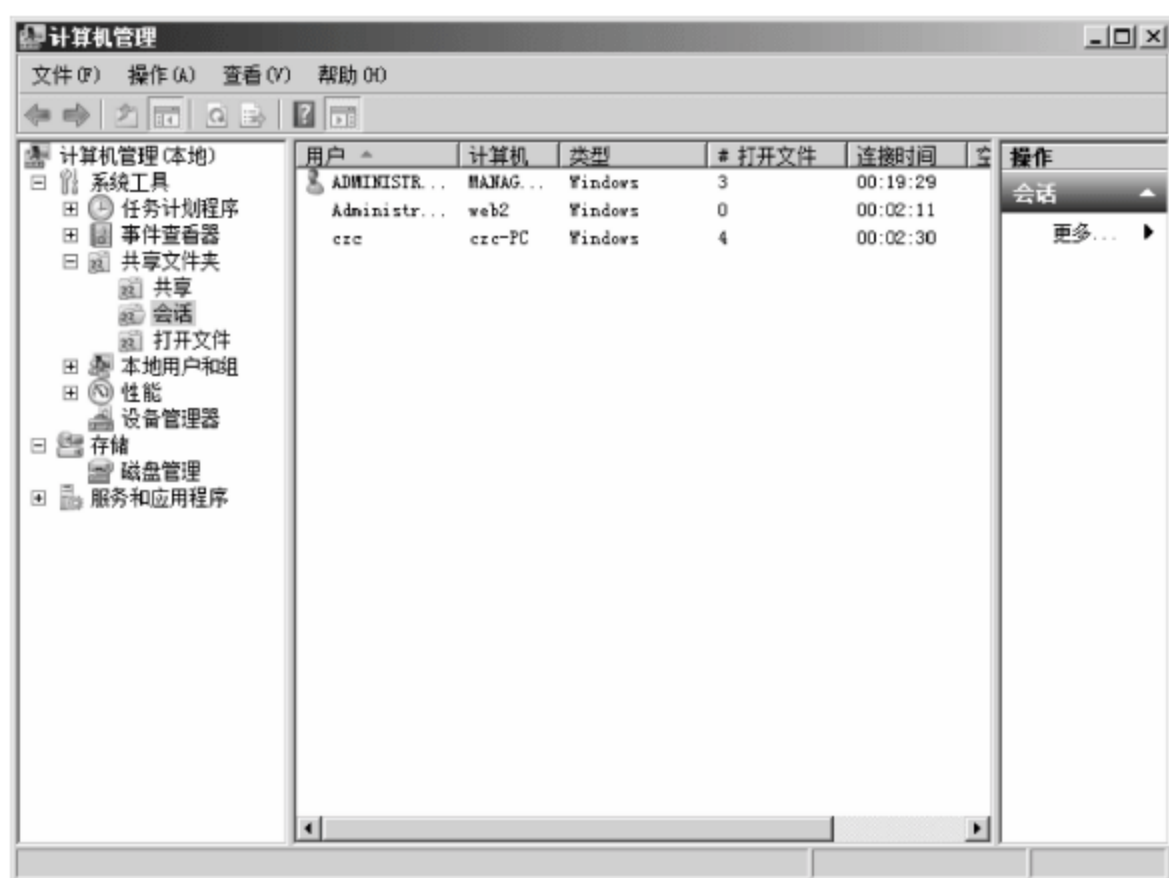 计算机管理
文件(F) 操作(A) 查看(V) 帮助(H)
计算机管理(本地)
系统工具
任务计划程序
事件查看器
共享文件夹
共享
会话
打开文件
本地用户和组
性能
设备管理器
存储
磁盘管理
服务和应用程序
用户 计算机 类型 # 打开文件 连接时间 空
ADMINISTR... MANAG... Windows 3 00:19:29
Administr... web2 Windows 0 00:02:11
czc czc-PC Windows 4 00:02:30
操作
会话
更多...